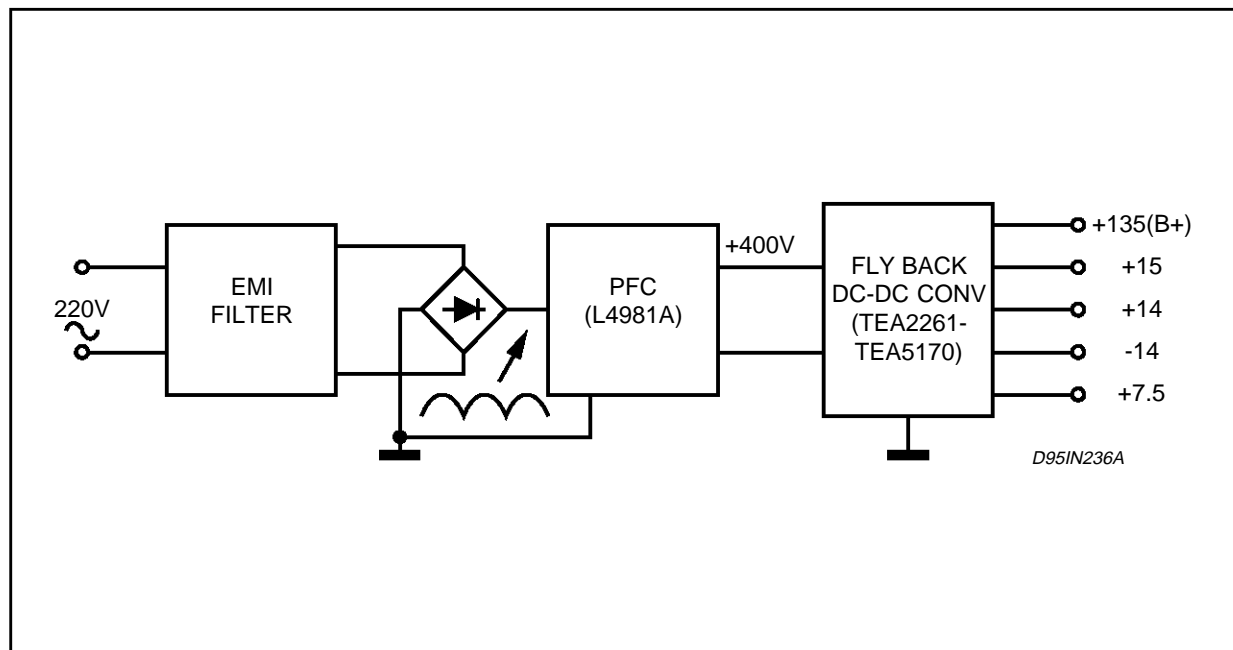 220V
EMI
FILTER
PFC
(L4981A)
+400V
FLY BACK
DC-DC CONV
(TEA2261-
TEA5170)
+135(B+)
+15
+14
-14
+7.5
D95IN236A